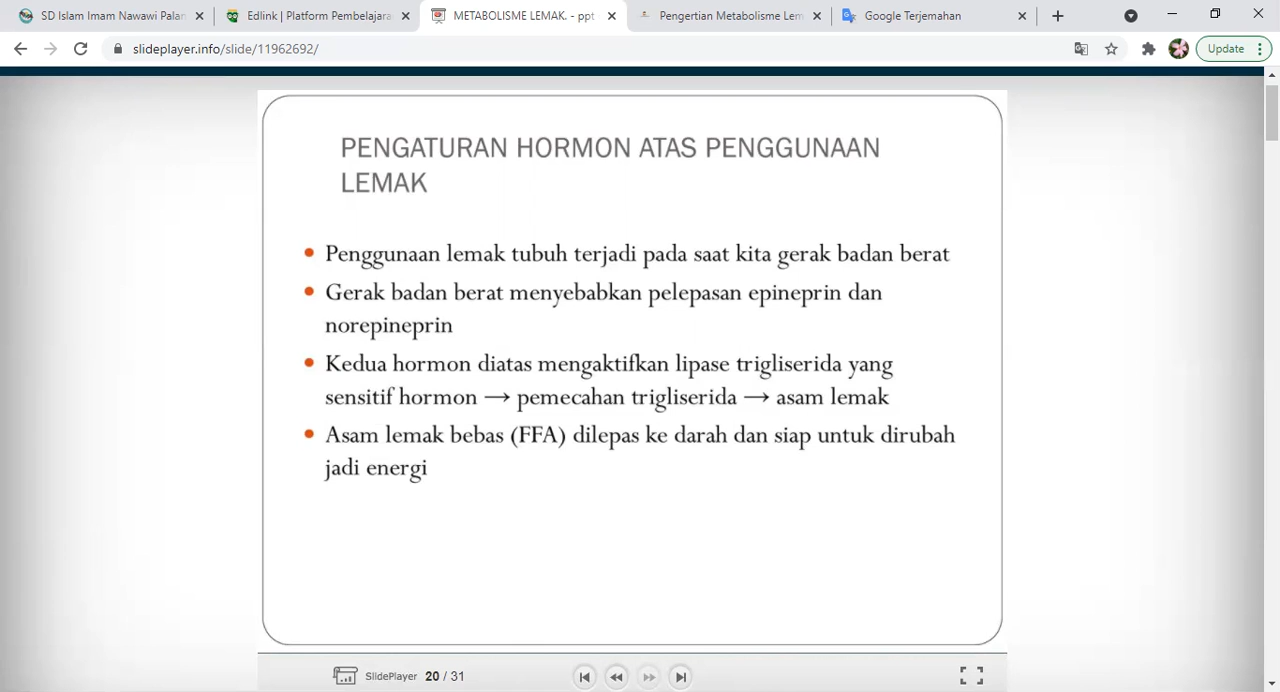 SD Islam Imam Nawawi Palan
Edlink | Platform Pembelajara
METABOLISME LEMAK. - ppt
Pengertian Metabolisme Lem
Google Terjemahan
slideplayer.info/slide/11962692/
Update
PENGATURAN HORMON ATAS PENGGUNAAN
LEMAK
• Penggunaan lemak tubuh terjadi pada saat kita gerak badan berat
• Gerak badan berat menyebabkan pelepasan epineprin dan
norepineprin
• Kedua hormon diatas mengaktifkan lipase trigliserida yang
sensitif hormon → pemecahan trigliserida → asam lemak
• Asam lemak bebas (FFA) dilepas ke darah dan siap untuk dirubah
jadi energi
SlidePlayer 20 / 31